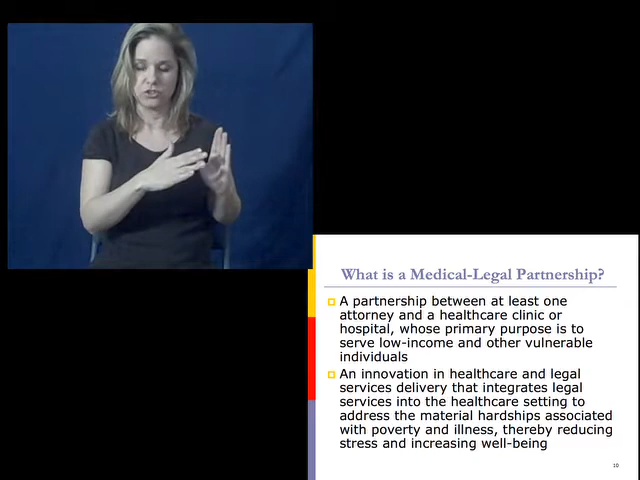 What is a Medical-Legal Partnership?
A partnership between at least one
attorney and a healthcare clinic or
hospital, whose primary purpose is to
serve low-income and other vulnerable
individuals
An innovation in healthcare and legal
services delivery that integrates legal
services into the healthcare setting to
address the material hardships associated
with poverty and illness, thereby reducing
stress and increasing well-being
10